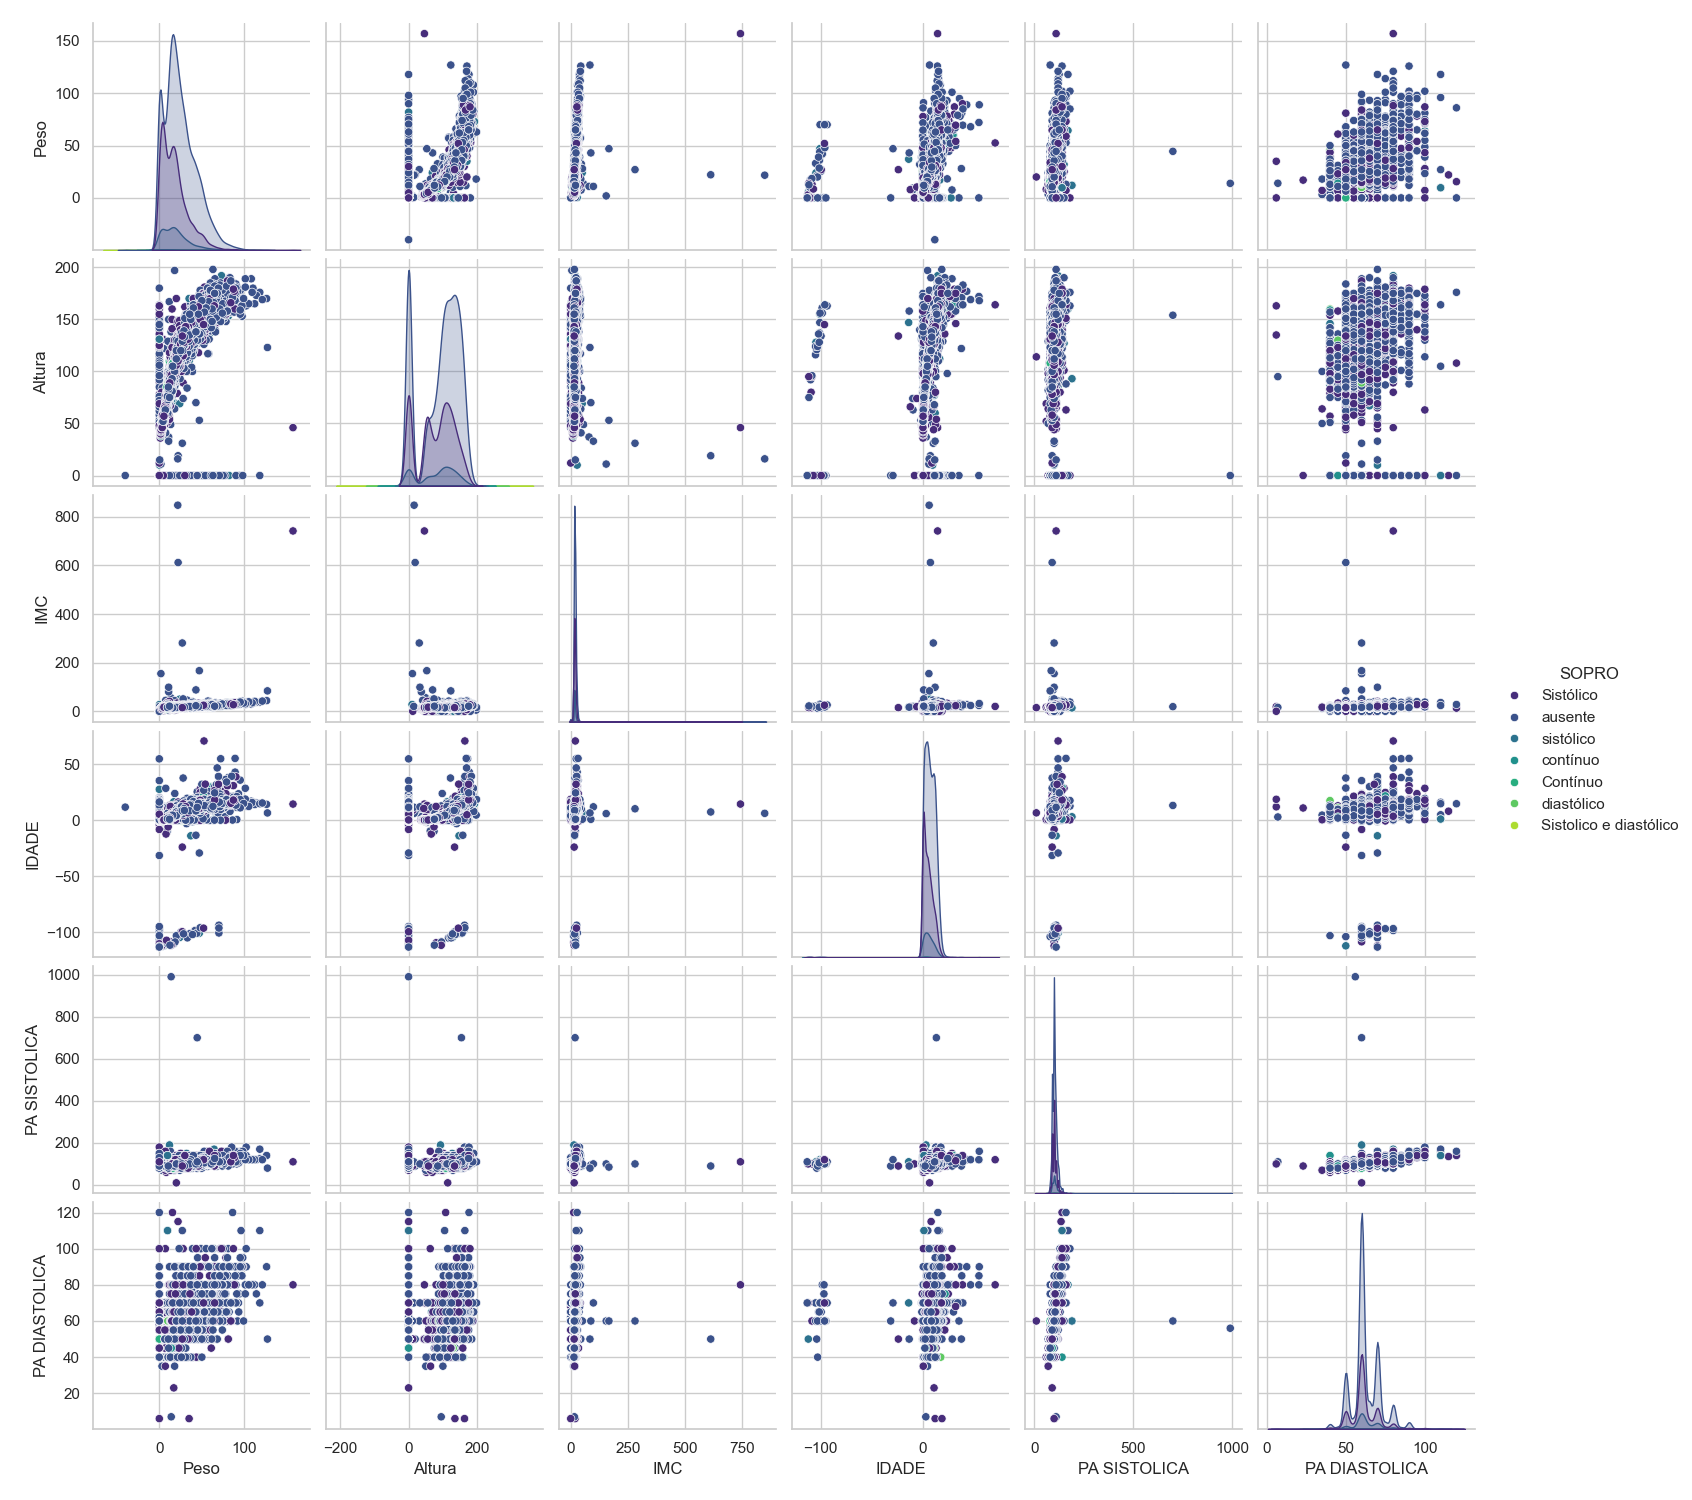 150
100
50
0
Peso
200
150
100
50
0
Altura
800
600
400
200
0
IMC
50
0
−50
−100
IDADE
1000
800
600
400
200
0
PA SISTOLICA
120
100
80
60
40
20
PA DIASTOLICA
0 100
−200 0 200
0 250 500 750
−100 0
0 500 1000
0 50 100
Peso
Altura
IMC
IDADE
PA SISTOLICA
PA DIASTOLICA
SOPRO
Sistólico
ausente
sistólico
contínuo
Contínuo
diastólico
Sistolico e diastólico